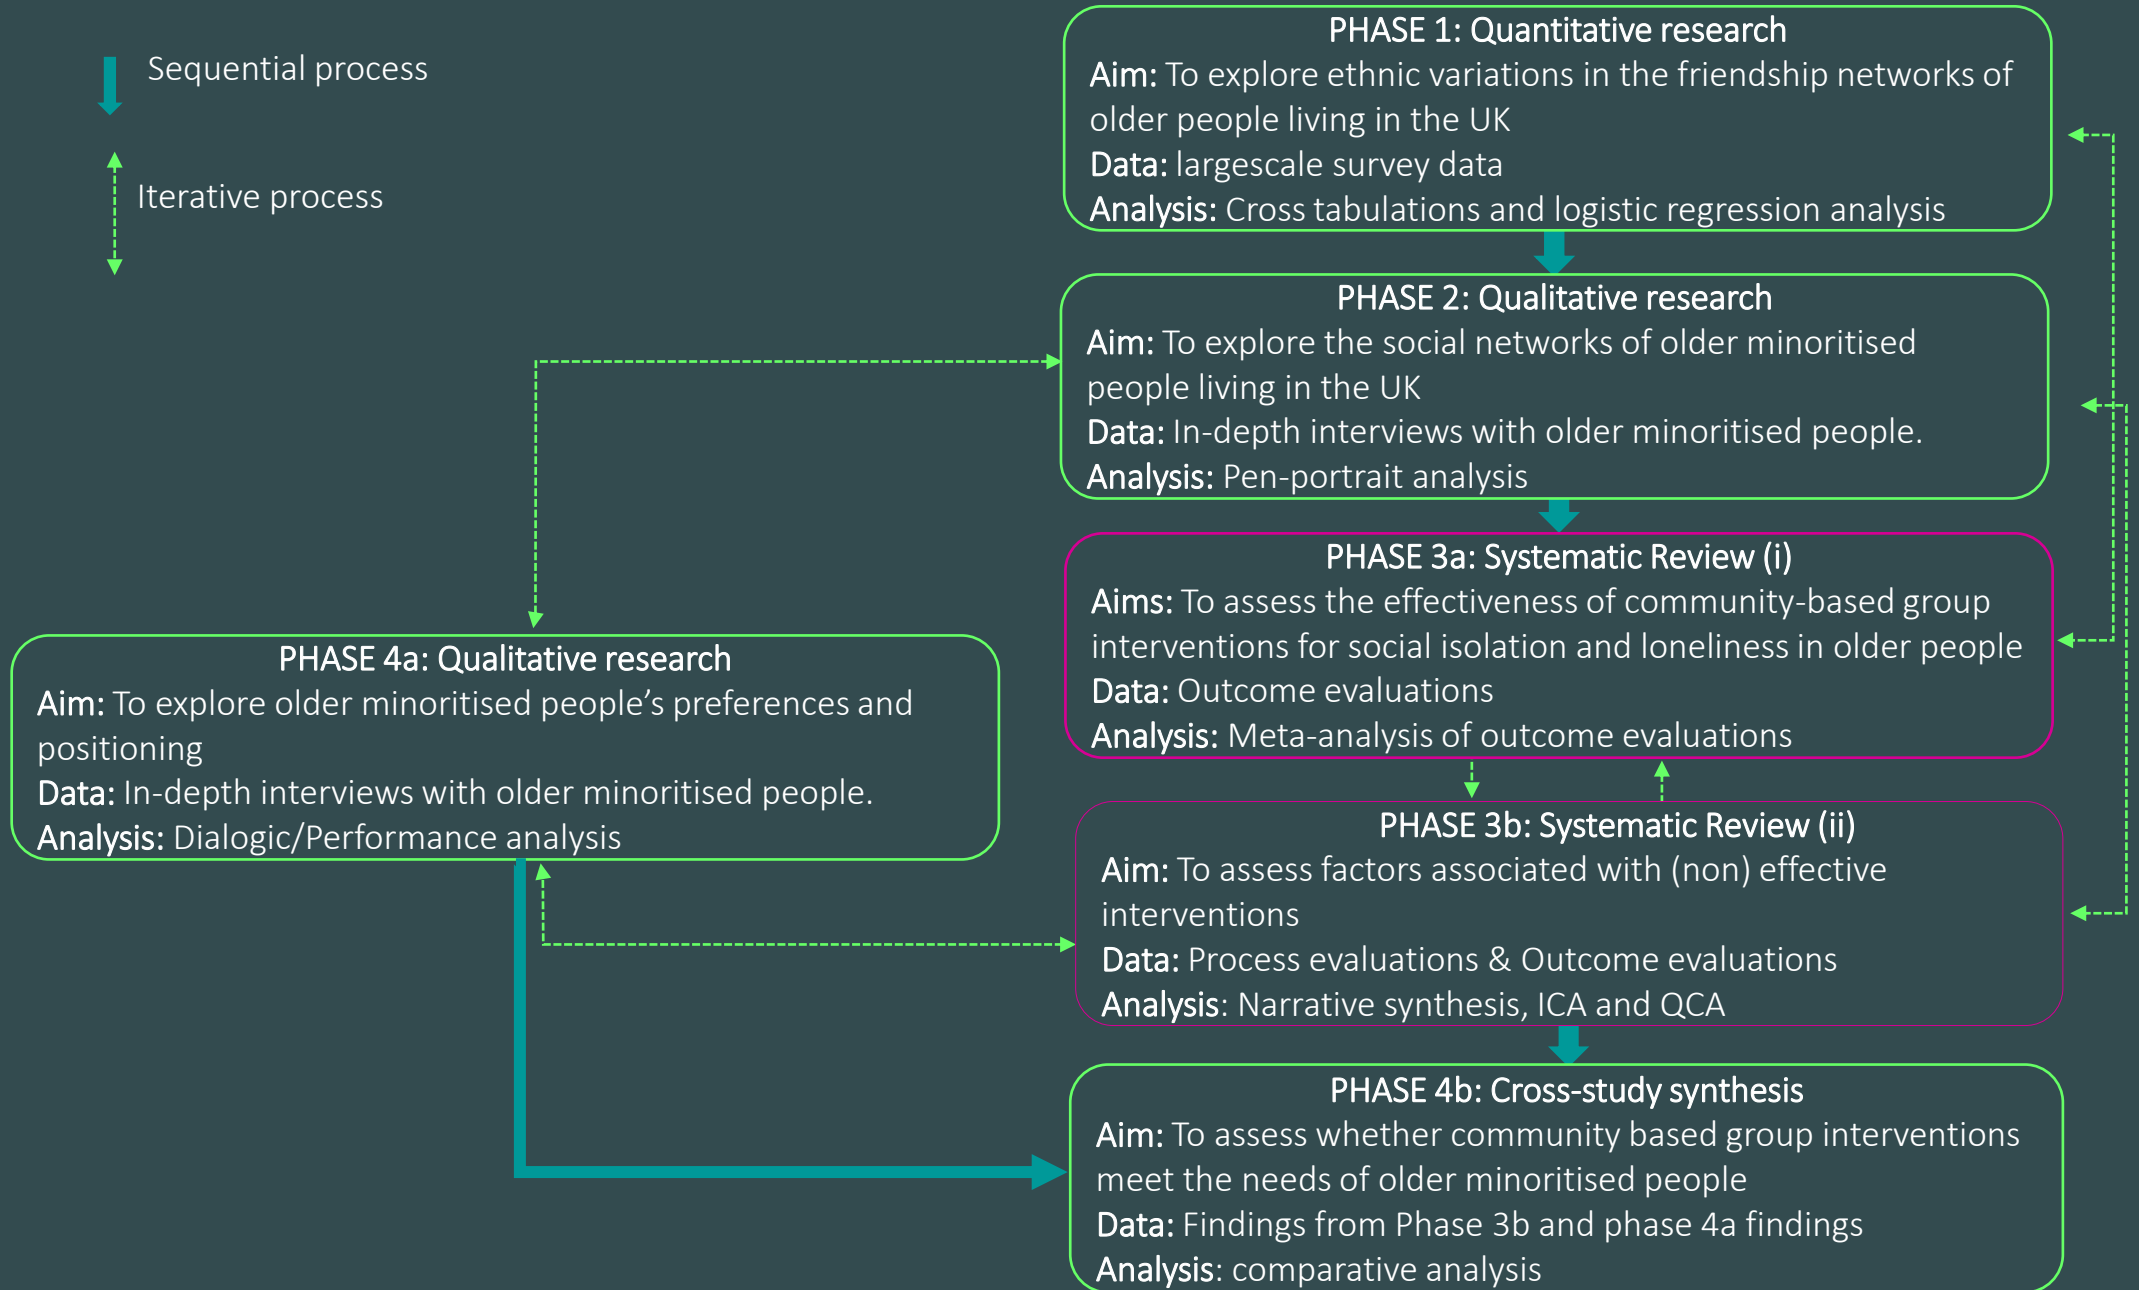 Sequential process
Iterative process
PHASE 1: Quantitative research
Aim: To explore ethnic variations in the friendship networks of
older people living in the UK
Data: largescale survey data
Analysis: Cross tabulations and logistic regression analysis
PHASE 2: Qualitative research
Aim: To explore the social networks of older minoritised
people living in the UK
Data: In-depth interviews with older minoritised people.
Analysis: Pen-portrait analysis
PHASE 3a: Systematic Review (i)
Aims: To assess the effectiveness of community-based group
interventions for social isolation and loneliness in older people
Data: Outcome evaluations
Analysis: Meta-analysis of outcome evaluations
PHASE 4a: Qualitative research
Aim: To explore older minoritised people’s preferences and
positioning
Data: In-depth interviews with older minoritised people.
Analysis: Dialogic/Performance analysis
PHASE 3b: Systematic Review (ii)
Aim: To assess factors associated with (non) effective
interventions
Data: Process evaluations & Outcome evaluations
Analysis: Narrative synthesis, ICA and QCA
PHASE 4b: Cross-study synthesis
Aim: To assess whether community based group interventions
meet the needs of older minoritised people
Data: Findings from Phase 3b and phase 4a findings
Analysis: comparative analysis